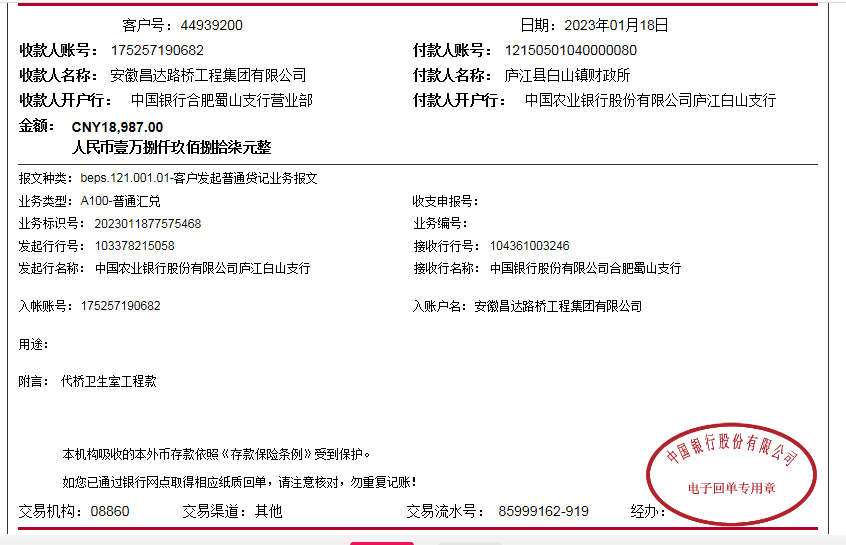 客户号：44939200 日期：2023年01月18日
收款人账号：175257190682 付款人账号：12150501040000080
收款人名称：安徽昌达路桥工程集团有限公司 付款人名称：庐江县白山镇财政所
收款人开户行：中国银行合肥蜀山支行营业部 付款人开户行：中国农业银行股份有限公司庐江白山支行
金额：CNY18,987.00
人民币壹万捌仟玖佰捌拾柒元整
报文种类：beps.121.001.01-客户发起普通贷记业务报文
业务类型：A100-普通汇兑 收支申报号：
业务标识号：2023011877575468 业务编号：
发起行行号：103378215058 接收行行号：104361003246
发起行名称：中国农业银行股份有限公司庐江白山支行 接收行名称：中国银行股份有限公司合肥蜀山支行
入帐账号：175257190682 入账户名：安徽昌达路桥工程集团有限公司
用途：
附言：代桥卫生室工程款
本机构吸收的本外币存款依照《存款保险条例》受到保护。
如您已通过银行网点取得相应纸质回单，请注意核对，勿重复记账！
交易机构：08860 交易渠道：其他 交易流水号：85999162-919 经办：
中国银行股份有限公司
电子回单专用章